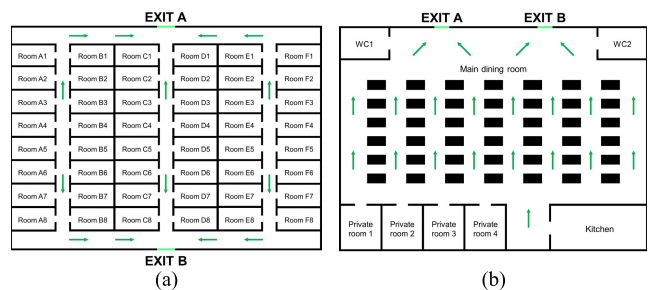 EXIT A
Room A1 Room B1 Room C1 Room D1 Room E1 Room F1
Room A2 Room B2 Room C2 Room D2 Room E2 Room F2
Room A3 Room B3 Room C3 Room D3 Room E3 Room F3
Room A4 Room B4 Room C4 Room D4 Room E4 Room F4
Room A5 Room B5 Room C5 Room D5 Room E5 Room F5
Room A6 Room B6 Room C6 Room D6 Room E6 Room F6
Room A7 Room B7 Room C7 Room D7 Room E7 Room F7
Room A8 Room B8 Room C8 Room D8 Room E8 Room F8
EXIT B
(a)
EXIT A EXIT B
WC1 WC2
Main dining room
Private room 1
Private room 2
Private room 3
Private room 4
Kitchen
(b)